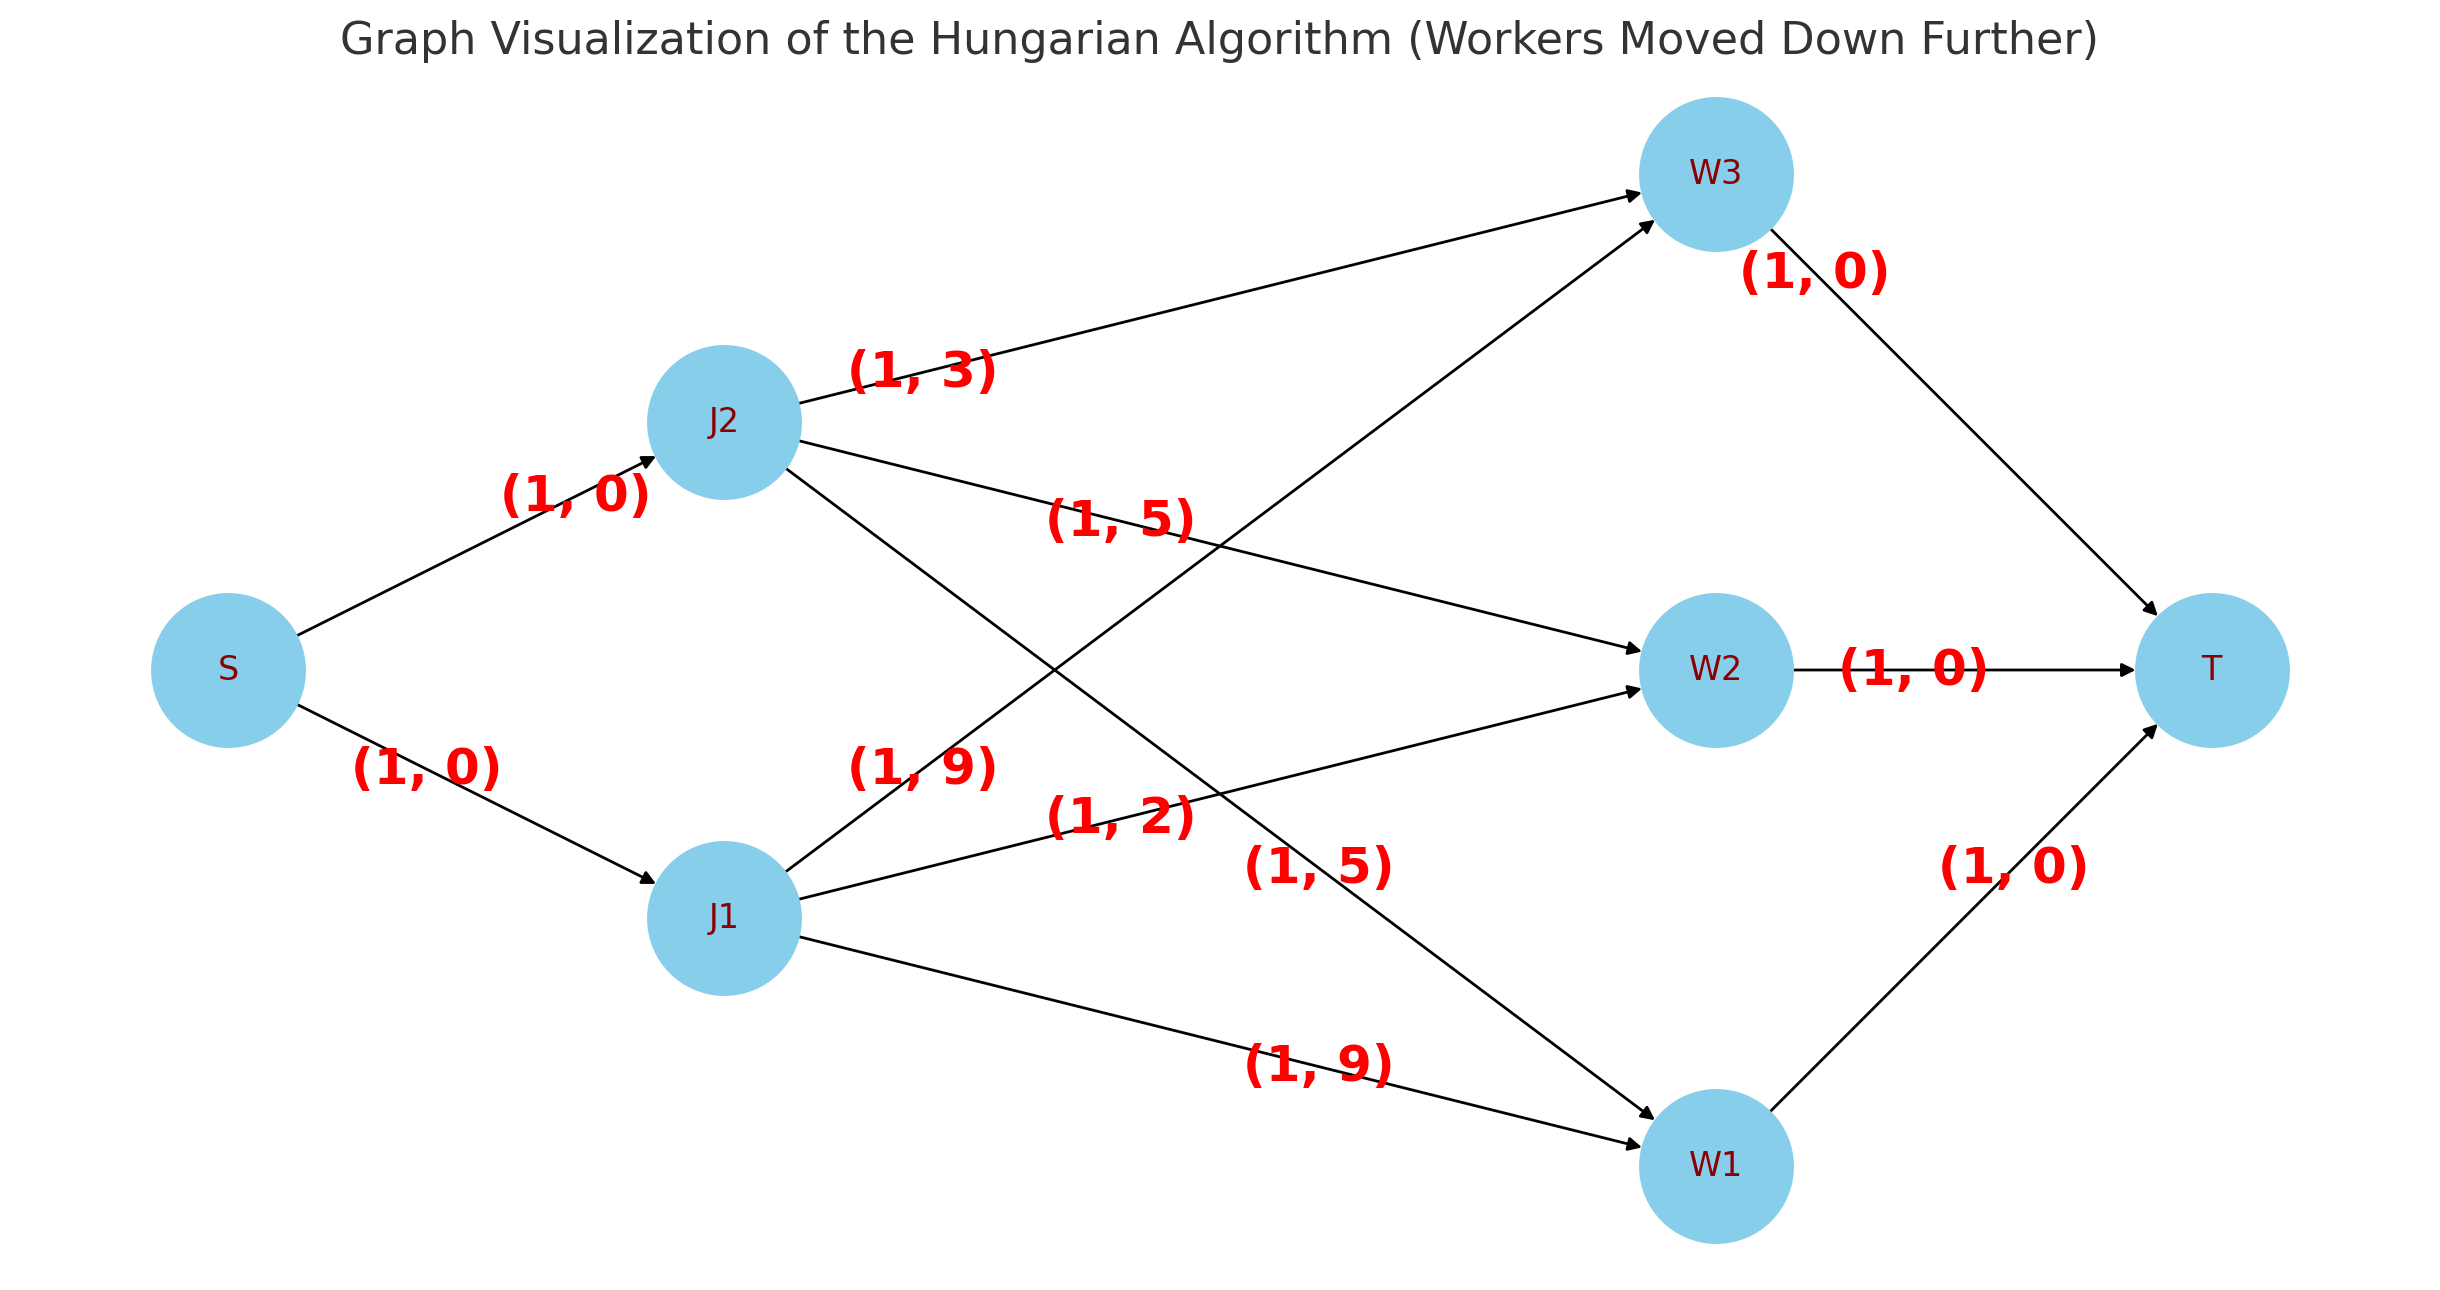 Graph Visualization of the Hungarian Algorithm (Workers Moved Down Further)
W3
(1, 0)
(1, 3)
J2
(1, 0)
(1, 5)
S
W2
(1, 0)
T
(1, 0)
(1, 9)
(1, 2)
(1, 5)
(1, 0)
J1
(1, 9)
W1